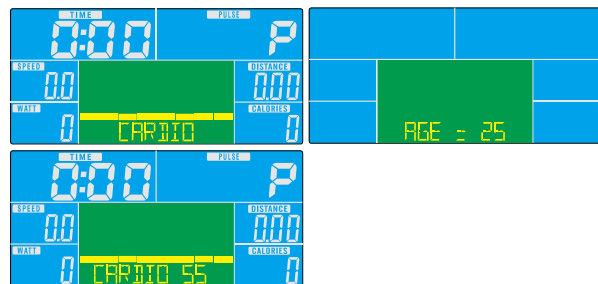 TIME PULSE
0:00 P
SPEED DISTANCE
0.0 0.00
WATT CALORIES
0 CARDIO 0
AGE = 25
TIME PULSE
0:00 P
SPEED DISTANCE
0.0 0.00
WATT CALORIES
0 CARDIO 55 0